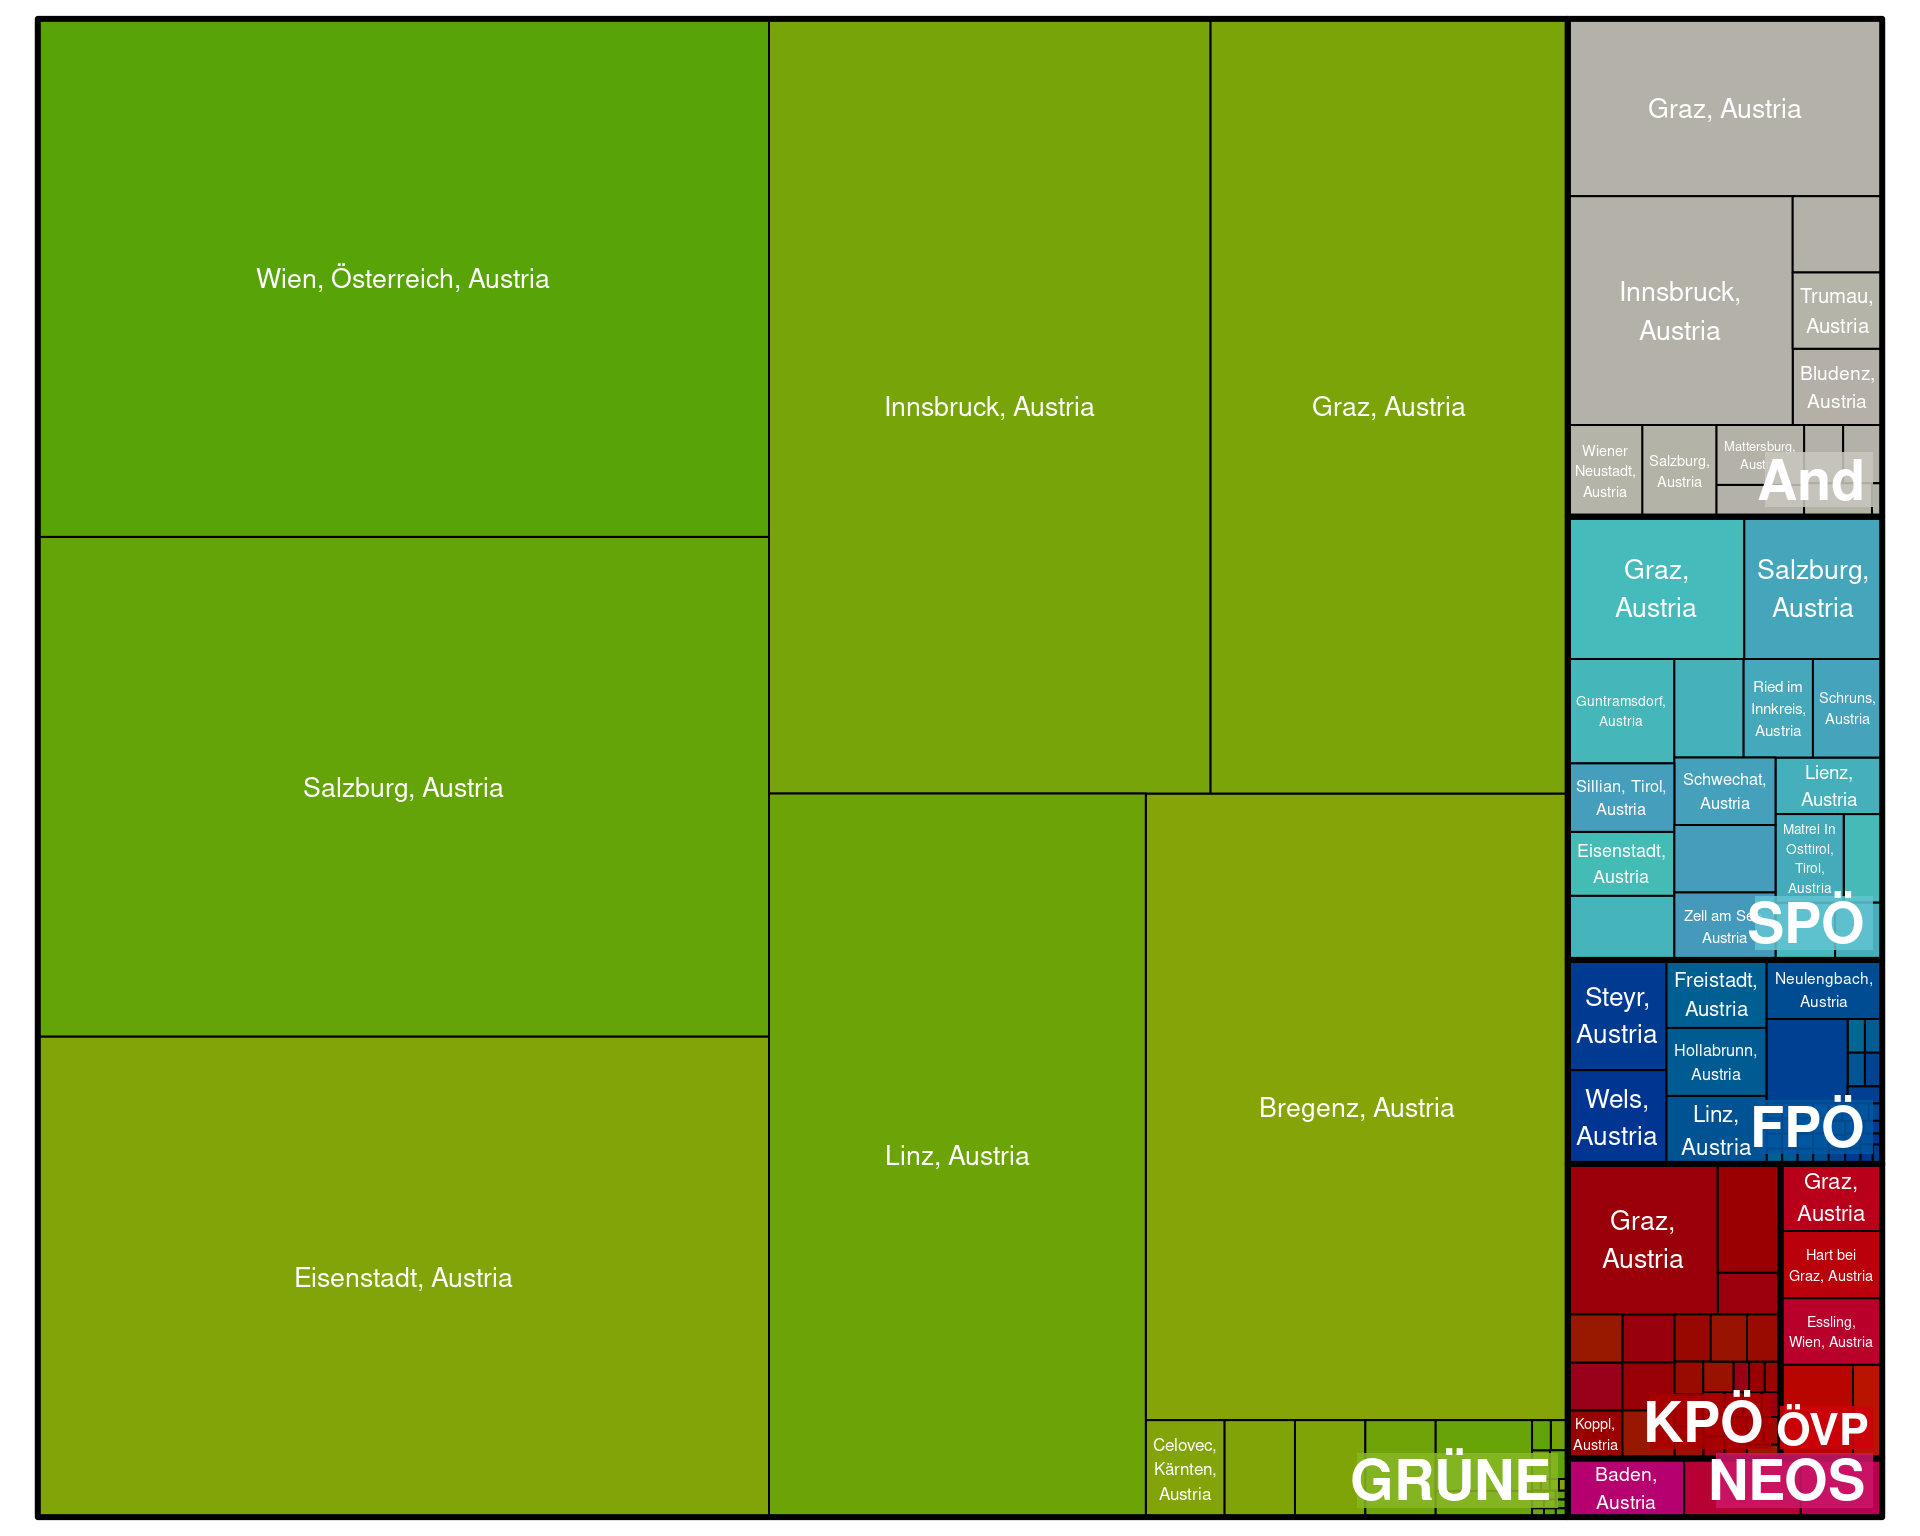 Wien, Österreich, Austria
Salzburg, Austria
Eisenstadt, Austria
Innsbruck, Austria
Graz, Austria
Linz, Austria
Bregenz, Austria
Celovec,
Kärnten,
Austria
GRÜNE
Graz, Austria
Innsbruck,
Austria
Trumau,
Austria
Bludenz,
Austria
Wiener
Neustadt,
Austria
Salzburg,
Austria
Mattersburg,
And
Graz,
Austria
Salzburg,
Austria
Guntramsdorf,
Austria
Ried im
Innkreis,
Austria
Schruns,
Austria
Sillian, Tirol,
Austria
Schwechat,
Austria
Lienz,
Austria
Eisenstadt,
Austria
Matrei In
Osttirol,
Tirol,
Austria
Zell am
Austria
SPÖ
Steyr,
Austria
Freistadt,
Austria
Neulengbach,
Austria
Hollabrunn,
Austria
Wels,
Austria
Linz,
Austria
FPÖ
Graz,
Austria
Koppl,
Austria
KPÖ
Graz,
Austria
Hart bei
Graz, Austria
Essling,
Wien, Austria
ÖVP
Baden,
Austria
NEOS